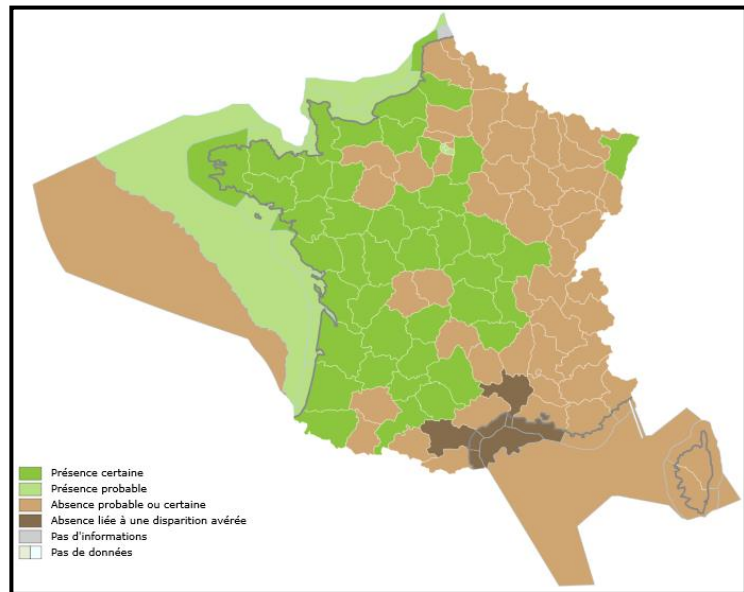 Présence certaine
Présence probable
Absence probable ou certaine
Absence liée à une disparition avérée
Pas d'informations
Pas de données